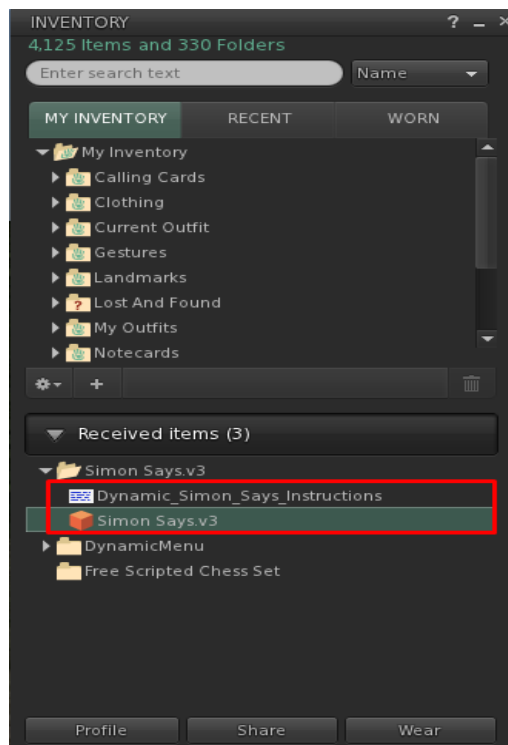 INVENTORY ? _ ×
4,125 Items and 330 Folders
Enter search text Name
MY INVENTORY RECENT WORN
My Inventory
Calling Cards
Clothing
Current Outfit
Gestures
Landmarks
? Lost And Found
My Outfits
Notecards
+
Received items (3)
Simon Says.v3
Dynamic_Simon_Says_Instructions
Simon Says.v3
DynamicMenu
Free Scripted Chess Set
Profile Share Wear